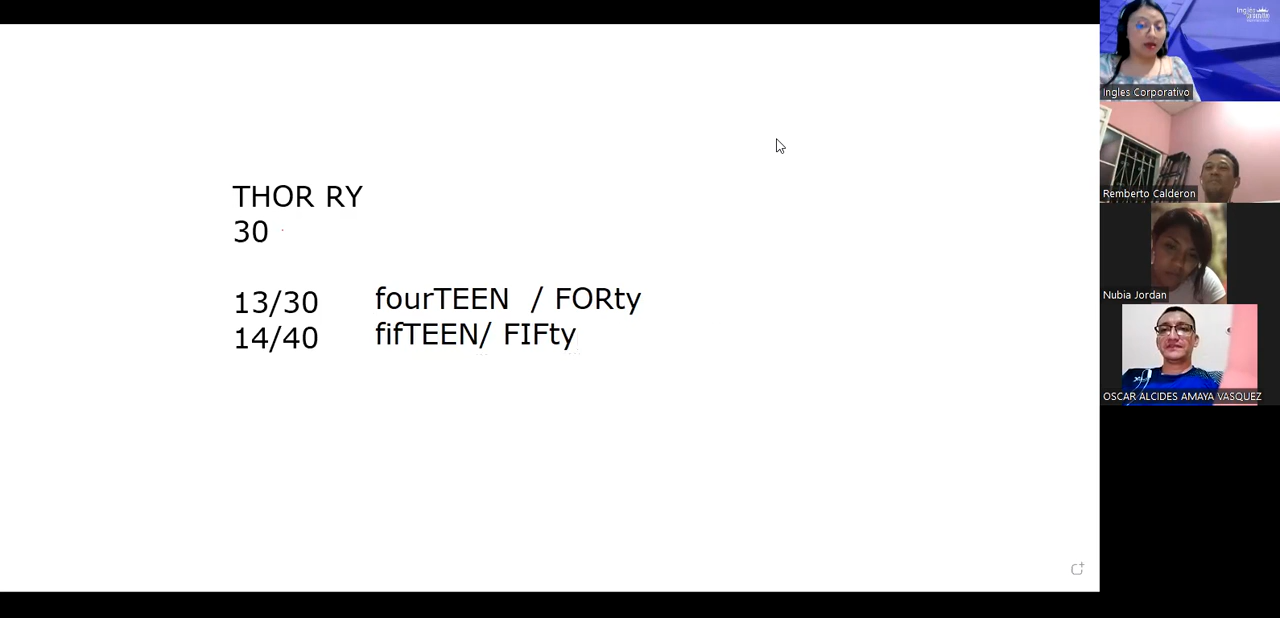 THOR RY
30
13/30 fourTEEN / FORty
14/40 fifTEEN/ FIFty
Ingles Corporativo
Remberto Calderon
Nubia Jordan
OSCAR ALCIDES AMAYA VASQUEZ